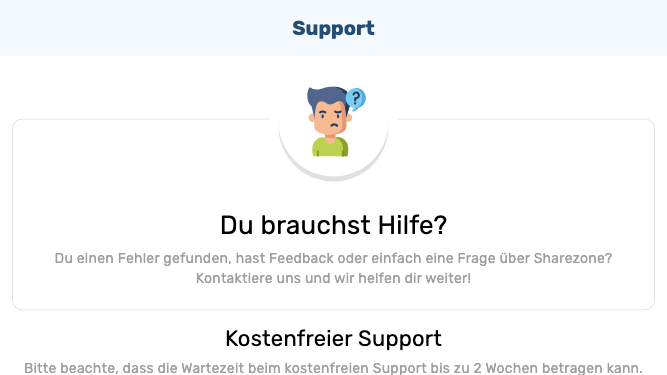 Support
?
Du brauchst Hilfe?
Du einen Fehler gefunden, hast Feedback oder einfach eine Frage über Sharezone?
Kontaktiere uns und wir helfen dir weiter!
Kostenfreier Support
Bitte beachte, dass die Wartezeit beim kostenfreien Support bis zu 2 Wochen betragen kann.